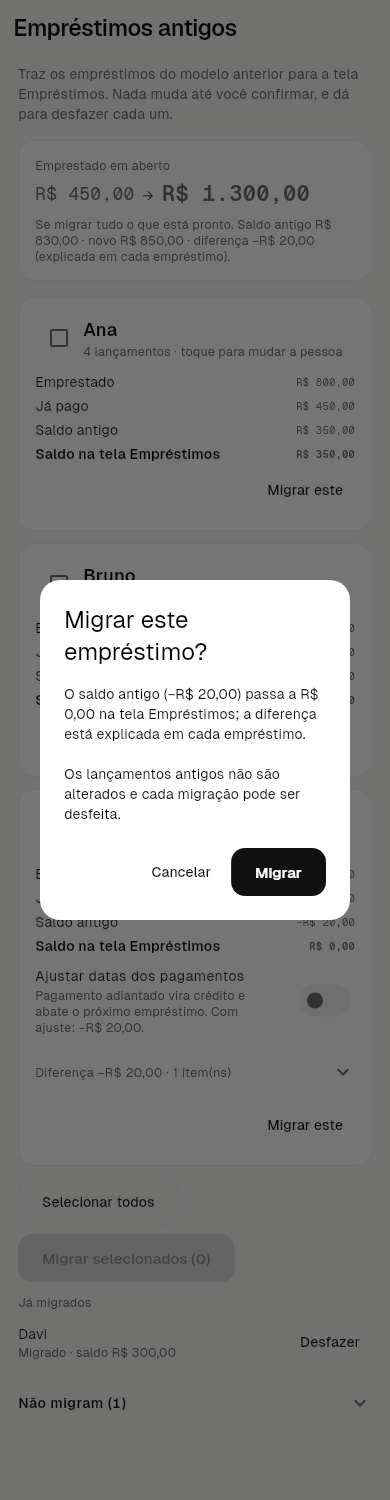 Empréstimos antigos
Traz os empréstimos do modelo anterior para a tela
Empréstimos. Nada muda até você confirmar, e dá
para desfazer cada um.
Emprestado em aberto
R$ 450,00 → R$ 1.300,00
Se migrar tudo o que está pronto. Saldo antigo R$
830,00 · novo R$ 850,00 · diferença −R$ 20,00
(explicada em cada empréstimo).
Ana
4 lançamentos · toque para mudar a pessoa
Emprestado R$ 800,00
Já pago R$ 450,00
Saldo antigo R$ 350,00
Saldo na tela Empréstimos R$ 350,00
Migrar este
Bruno
Migrar este
empréstimo?
O saldo antigo (−R$ 20,00) passa a R$
0,00 na tela Empréstimos; a diferença
está explicada em cada empréstimo.
Os lançamentos antigos não são
alterados e cada migração pode ser
desfeita.
Cancelar Migrar
Saldo antigo −R$ 20,00
Saldo na tela Empréstimos R$ 0,00
Ajustar datas dos pagamentos
Pagamento adiantado vira crédito e
abate o próximo empréstimo. Com
ajuste: −R$ 20,00.
Diferença −R$ 20,00 · 1 item(ns)
Migrar este
Selecionar todos
Migrar selecionados (0)
Já migrados
Davi
Migrado · saldo R$ 300,00
Desfazer
Não migram (1)